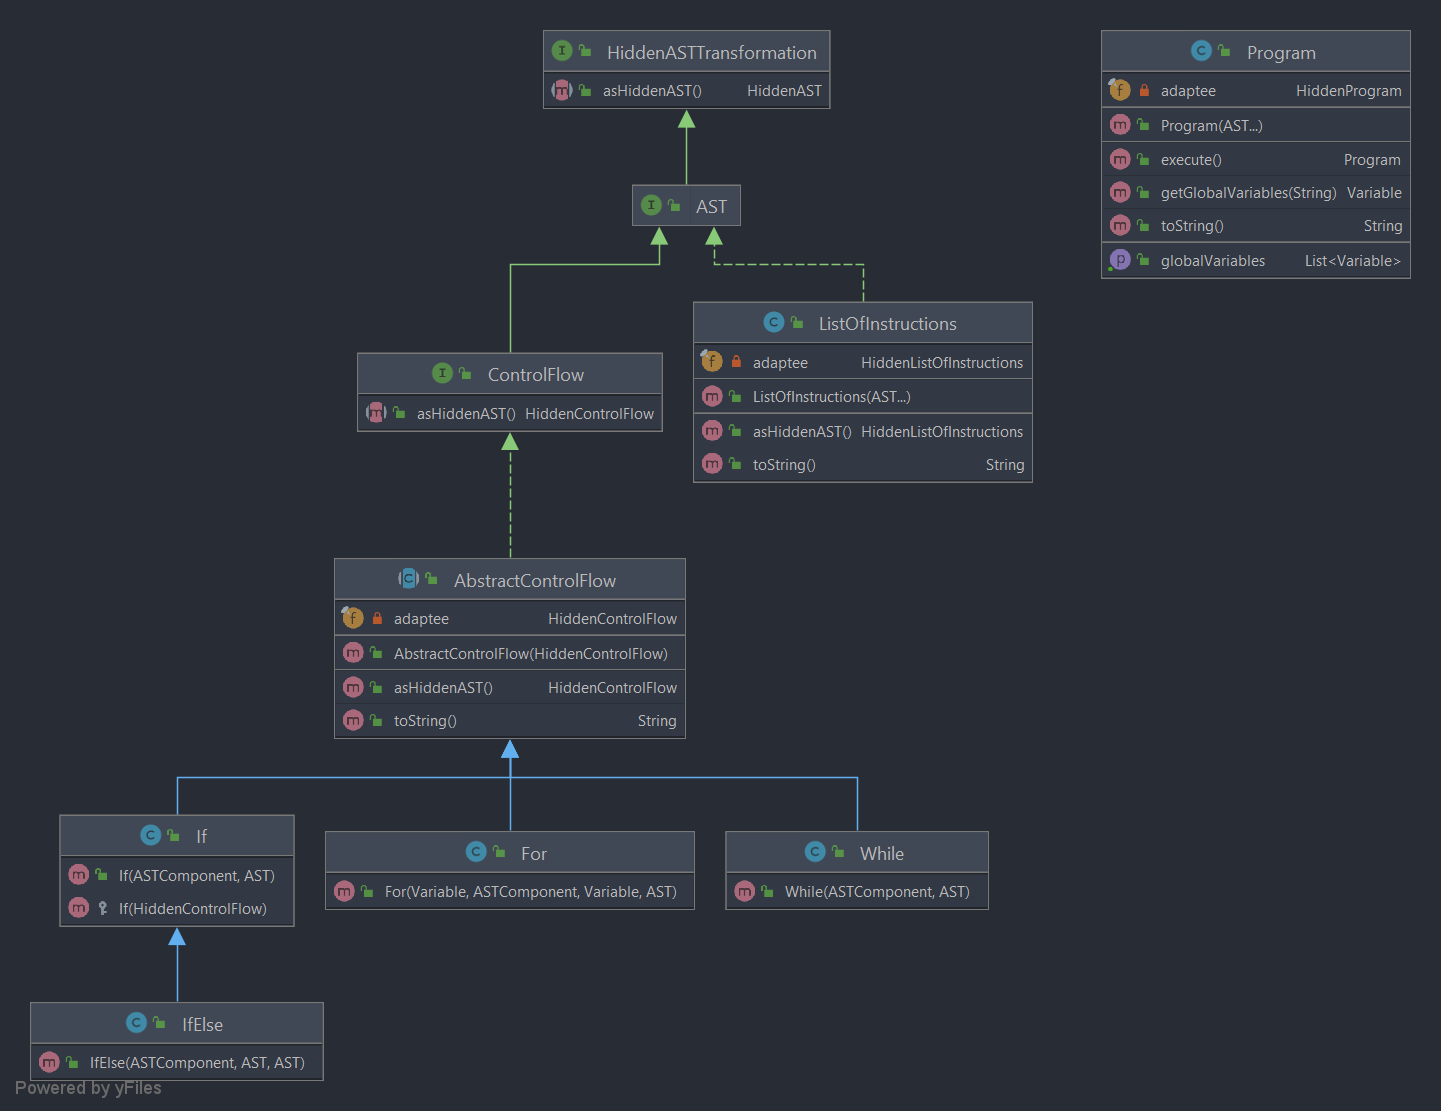 HiddenASTTransformation
asHiddenAST() HiddenAST
AST
ControlFlow
asHiddenAST() HiddenControlFlow
ListOfInstructions
adaptee HiddenListOfInstructions
ListOfInstructions(AST...)
asHiddenAST() HiddenListOfInstructions
toString() String
Program
adaptee HiddenProgram
Program(AST...)
execute() Program
getGlobalVariables(String) Variable
toString() String
globalVariables List<Variable>
AbstractControlFlow
adaptee HiddenControlFlow
AbstractControlFlow(HiddenControlFlow)
asHiddenAST() HiddenControlFlow
toString() String
If
If(ASTComponent, AST)
If(HiddenControlFlow)
For
For(Variable, ASTComponent, Variable, AST)
While
While(ASTComponent, AST)
IfElse
IfElse(ASTComponent, AST, AST)
Powered by yFiles